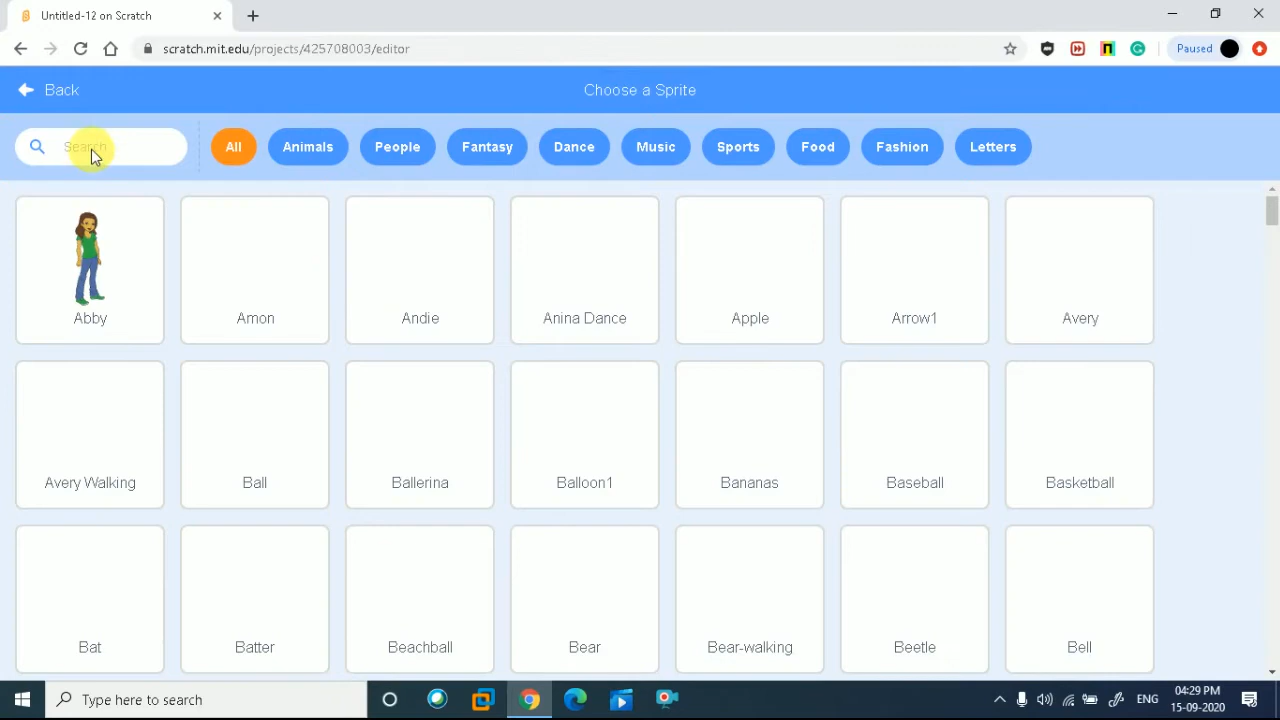 Untitled-12 on Scratch
scratch.mit.edu/projects/425708003/editor
Paused
Back
Choose a Sprite
Search
All
Animals
People
Fantasy
Dance
Music
Sports
Food
Fashion
Letters
Abby
Amon
Andie
Anina Dance
Apple
Arrow1
Avery
Avery Walking
Ball
Ballerina
Balloon1
Bananas
Baseball
Basketball
Bat
Batter
Beachball
Bear
Bear-walking
Beetle
Bell
Type here to search
ENG
04:29 PM
15-09-2020